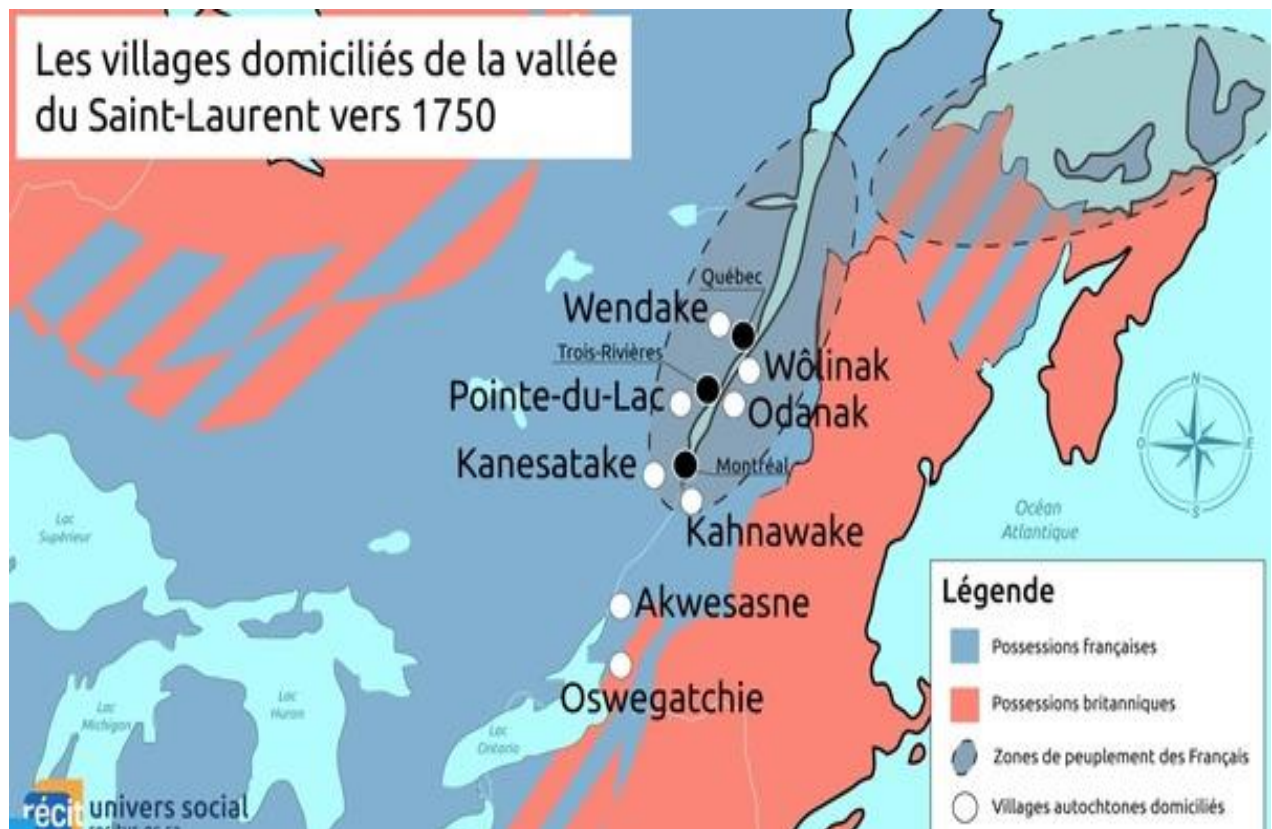 Les villages domiciliés de la vallée
du Saint-Laurent vers 1750
Québec
Wendake
Trois-Rivières
Wôlinak
Pointe-du-Lac
Odanak
Kanesatake
Montréal
Kahnawake
Akwesasne
Oswegatchie
Lac
Supérieur
Lac
Michigan
Lac
Huron
Lac
Ontario
Océan
Atlantique
N
O
E
S
Légende
Possessions françaises
Possessions britanniques
Zones de peuplement des Français
Villages autochtones domiciliés
récit
univers social